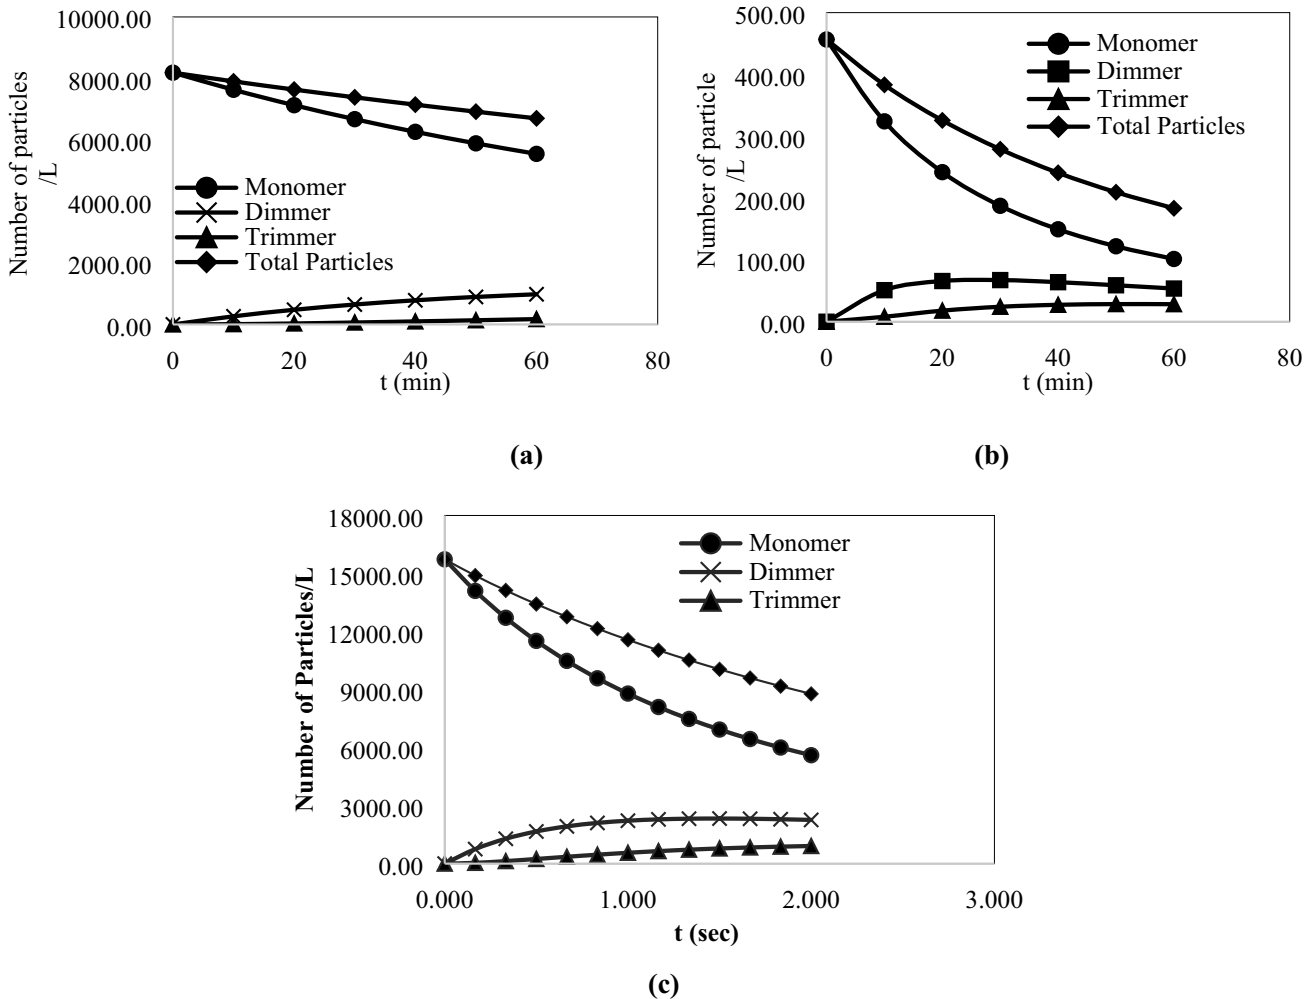 10000.00
8000.00
6000.00
4000.00
2000.00
0.00
Number of particles
/L
Monomer
Dimmer
Trimmer
Total Particles
0 20 40 60 80
t (min)
(a)
500.00
400.00
300.00
200.00
100.00
0.00
Number of particle
/L
Monomer
Dimmer
Trimmer
Total Particles
0 20 40 60 80
t (min)
(b)
18000.00
15000.00
12000.00
9000.00
6000.00
3000.00
0.00
Number of Particles/L
Monomer
Dimmer
Trimmer
0.000 1.000 2.000 3.000
t (sec)
(c)